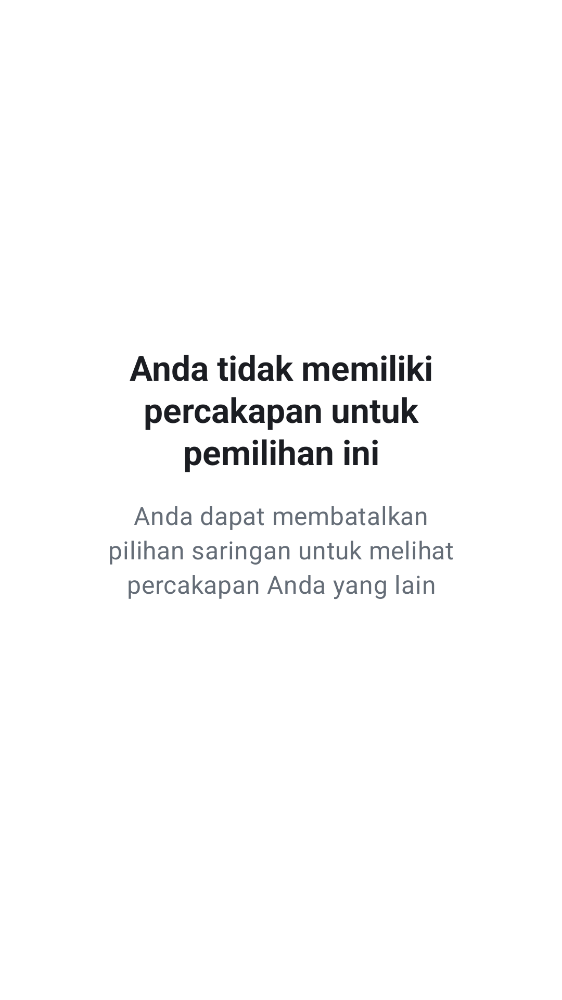 Anda tidak memiliki
percakapan untuk
pemilihan ini
Anda dapat membatalkan
pilihan saringan untuk melihat
percakapan Anda yang lain